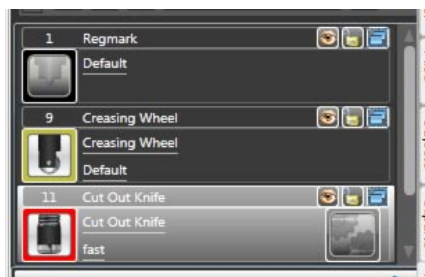 1 Regmark
Default
9 Creasing Wheel
Creasing Wheel
Default
11 Cut Out Knife
Cut Out Knife
fast